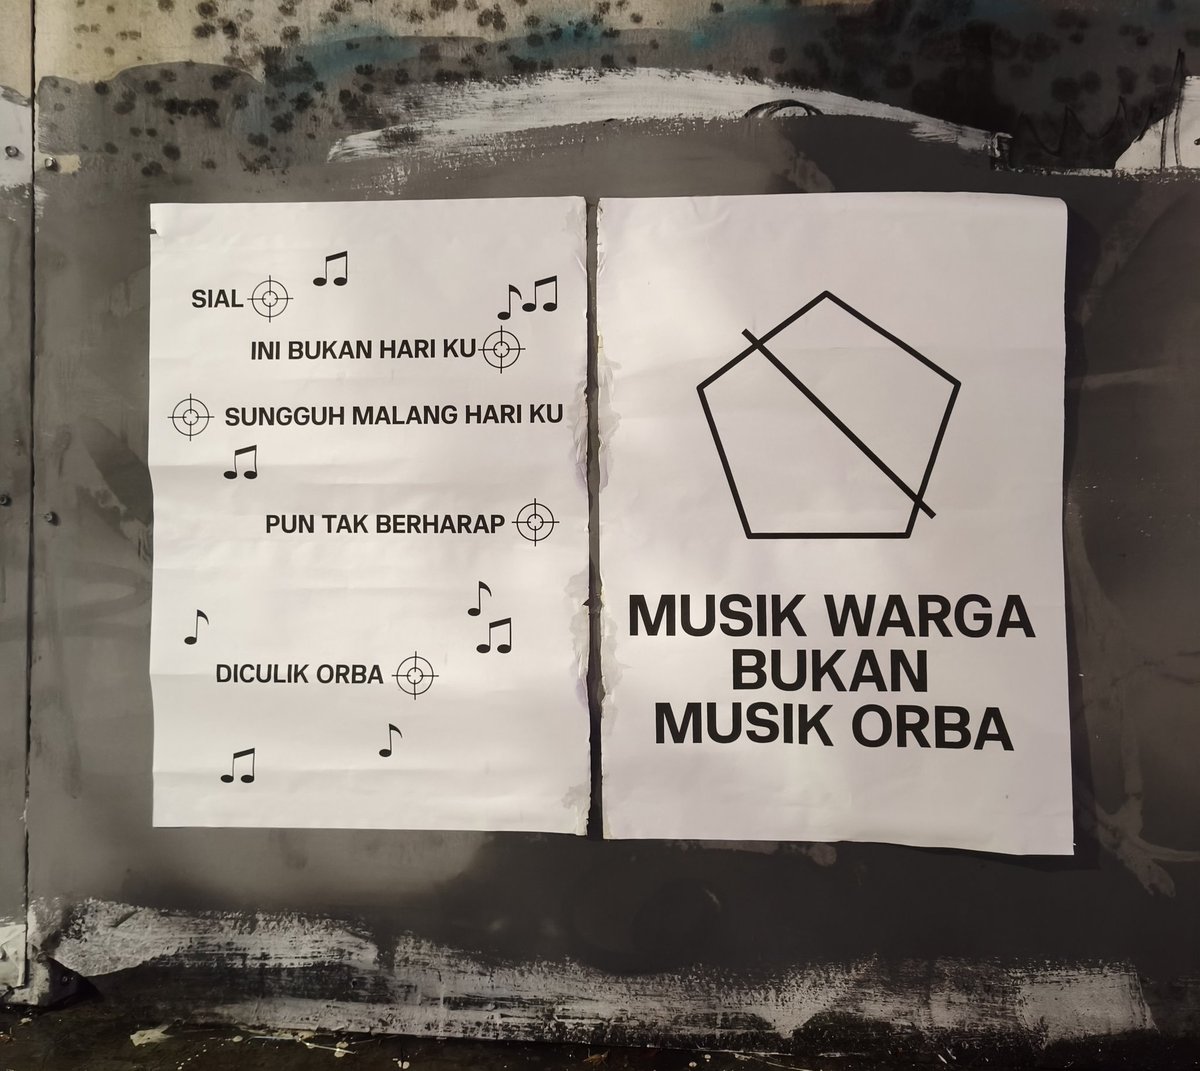 SIAL
INI BUKAN HARI KU
SUNGGUH MALANG HARI KU
PUN TAK BERHARAP
DICULIK ORBA
MUSIK WARGA
BUKAN
MUSIK ORBA